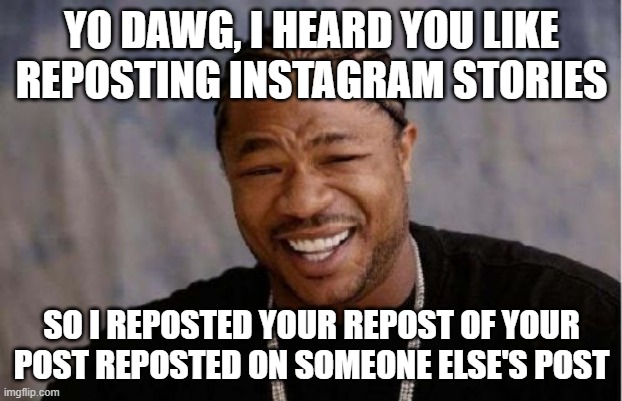 YO DAWG, I HEARD YOU LIKE
REPOSTING INSTAGRAM STORIES
SO I REPOSTED YOUR REPOST OF YOUR
POST REPOSTED ON SOMEONE ELSE'S POST
imgflip.com